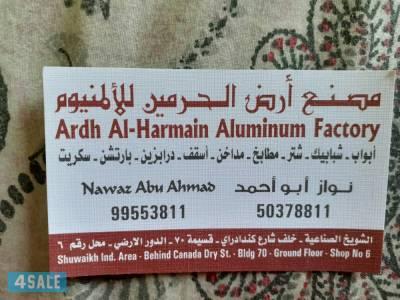 مصنع أرض الحرمين للألمنيوم
Ardh Al-Harmain Aluminum Factory
أبواب - شبابيك - شتر - مطابخ - مداخن - أسقف - درابزين - بارتشن - سكريت
Nawaz Abu Ahmad نواز أبو أحمد
99553811 50378811
الشويخ الصناعية - خلف شارع كندادراي - قسيمة ٧٠ - الدور الارضي - محل رقم ٦
Shuwaikh Ind. Area - Behind Canada Dry St. - Bldg 70 - Ground Floor - Shop No 6
4SALE